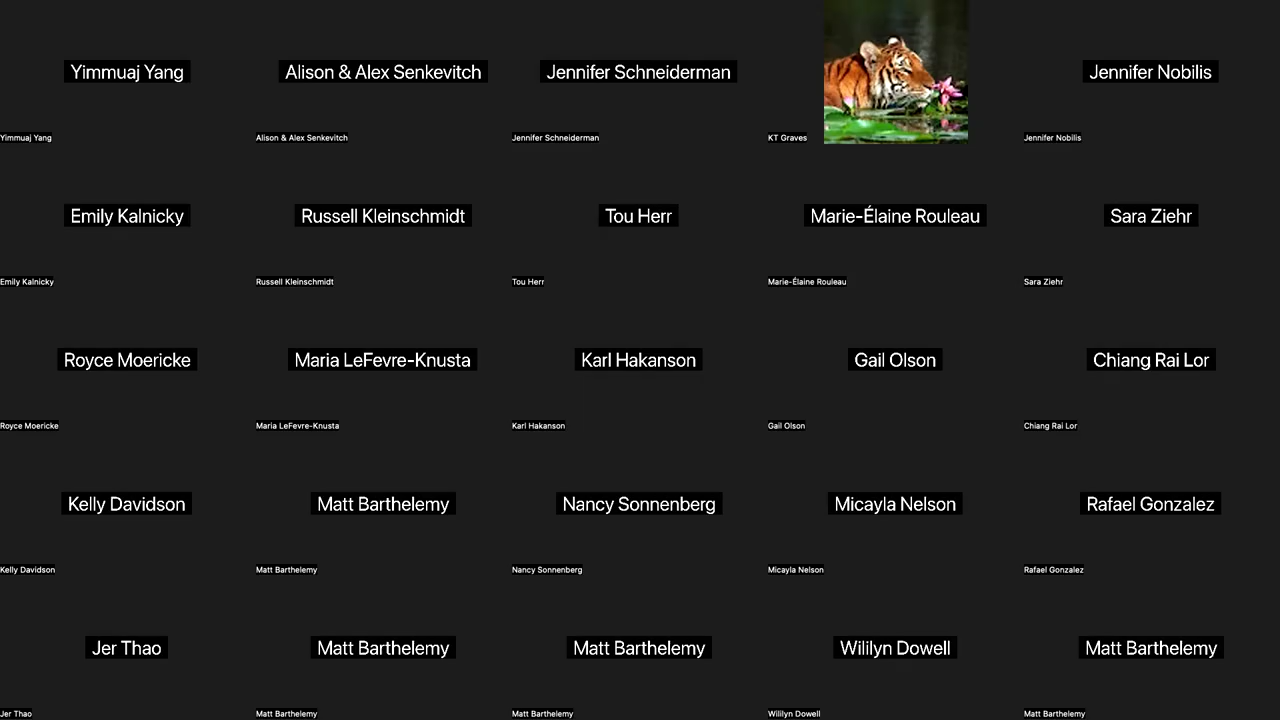 Yimmuaj Yang
Alison & Alex Senkevitch
Jennifer Schneiderman
Jennifer Nobilis
Yimmuaj Yang
Alison & Alex Senkevitch
Jennifer Schneiderman
KT Graves
Jennifer Nobilis
Emily Kalnicky
Russell Kleinschmidt
Tou Herr
Marie-Élaine Rouleau
Sara Ziehr
Emily Kalnicky
Russell Kleinschmidt
Tou Herr
Marie-Élaine Rouleau
Sara Ziehr
Royce Moericke
Maria LeFevre-Knusta
Karl Hakanson
Gail Olson
Chiang Rai Lor
Royce Moericke
Maria LeFevre-Knusta
Karl Hakanson
Gail Olson
Chiang Rai Lor
Kelly Davidson
Matt Barthelemy
Nancy Sonnenberg
Micayla Nelson
Rafael Gonzalez
Kelly Davidson
Matt Barthelemy
Nancy Sonnenberg
Micayla Nelson
Rafael Gonzalez
Jer Thao
Matt Barthelemy
Matt Barthelemy
Wililyn Dowell
Matt Barthelemy
Jer Thao
Matt Barthelemy
Matt Barthelemy
Wililyn Dowell
Matt Barthelemy